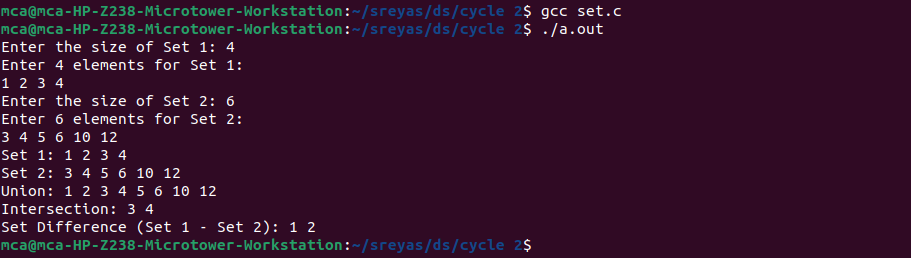 mca@mca-HP-Z238-Microtower-Workstation:~/sreyas/ds/cycle 2$ gcc set.c
mca@mca-HP-Z238-Microtower-Workstation:~/sreyas/ds/cycle 2$ ./a.out
Enter the size of Set 1: 4
Enter 4 elements for Set 1:
1 2 3 4
Enter the size of Set 2: 6
Enter 6 elements for Set 2:
3 4 5 6 10 12
Set 1: 1 2 3 4
Set 2: 3 4 5 6 10 12
Union: 1 2 3 4 5 6 10 12
Intersection: 3 4
Set Difference (Set 1 - Set 2): 1 2
mca@mca-HP-Z238-Microtower-Workstation:~/sreyas/ds/cycle 2$